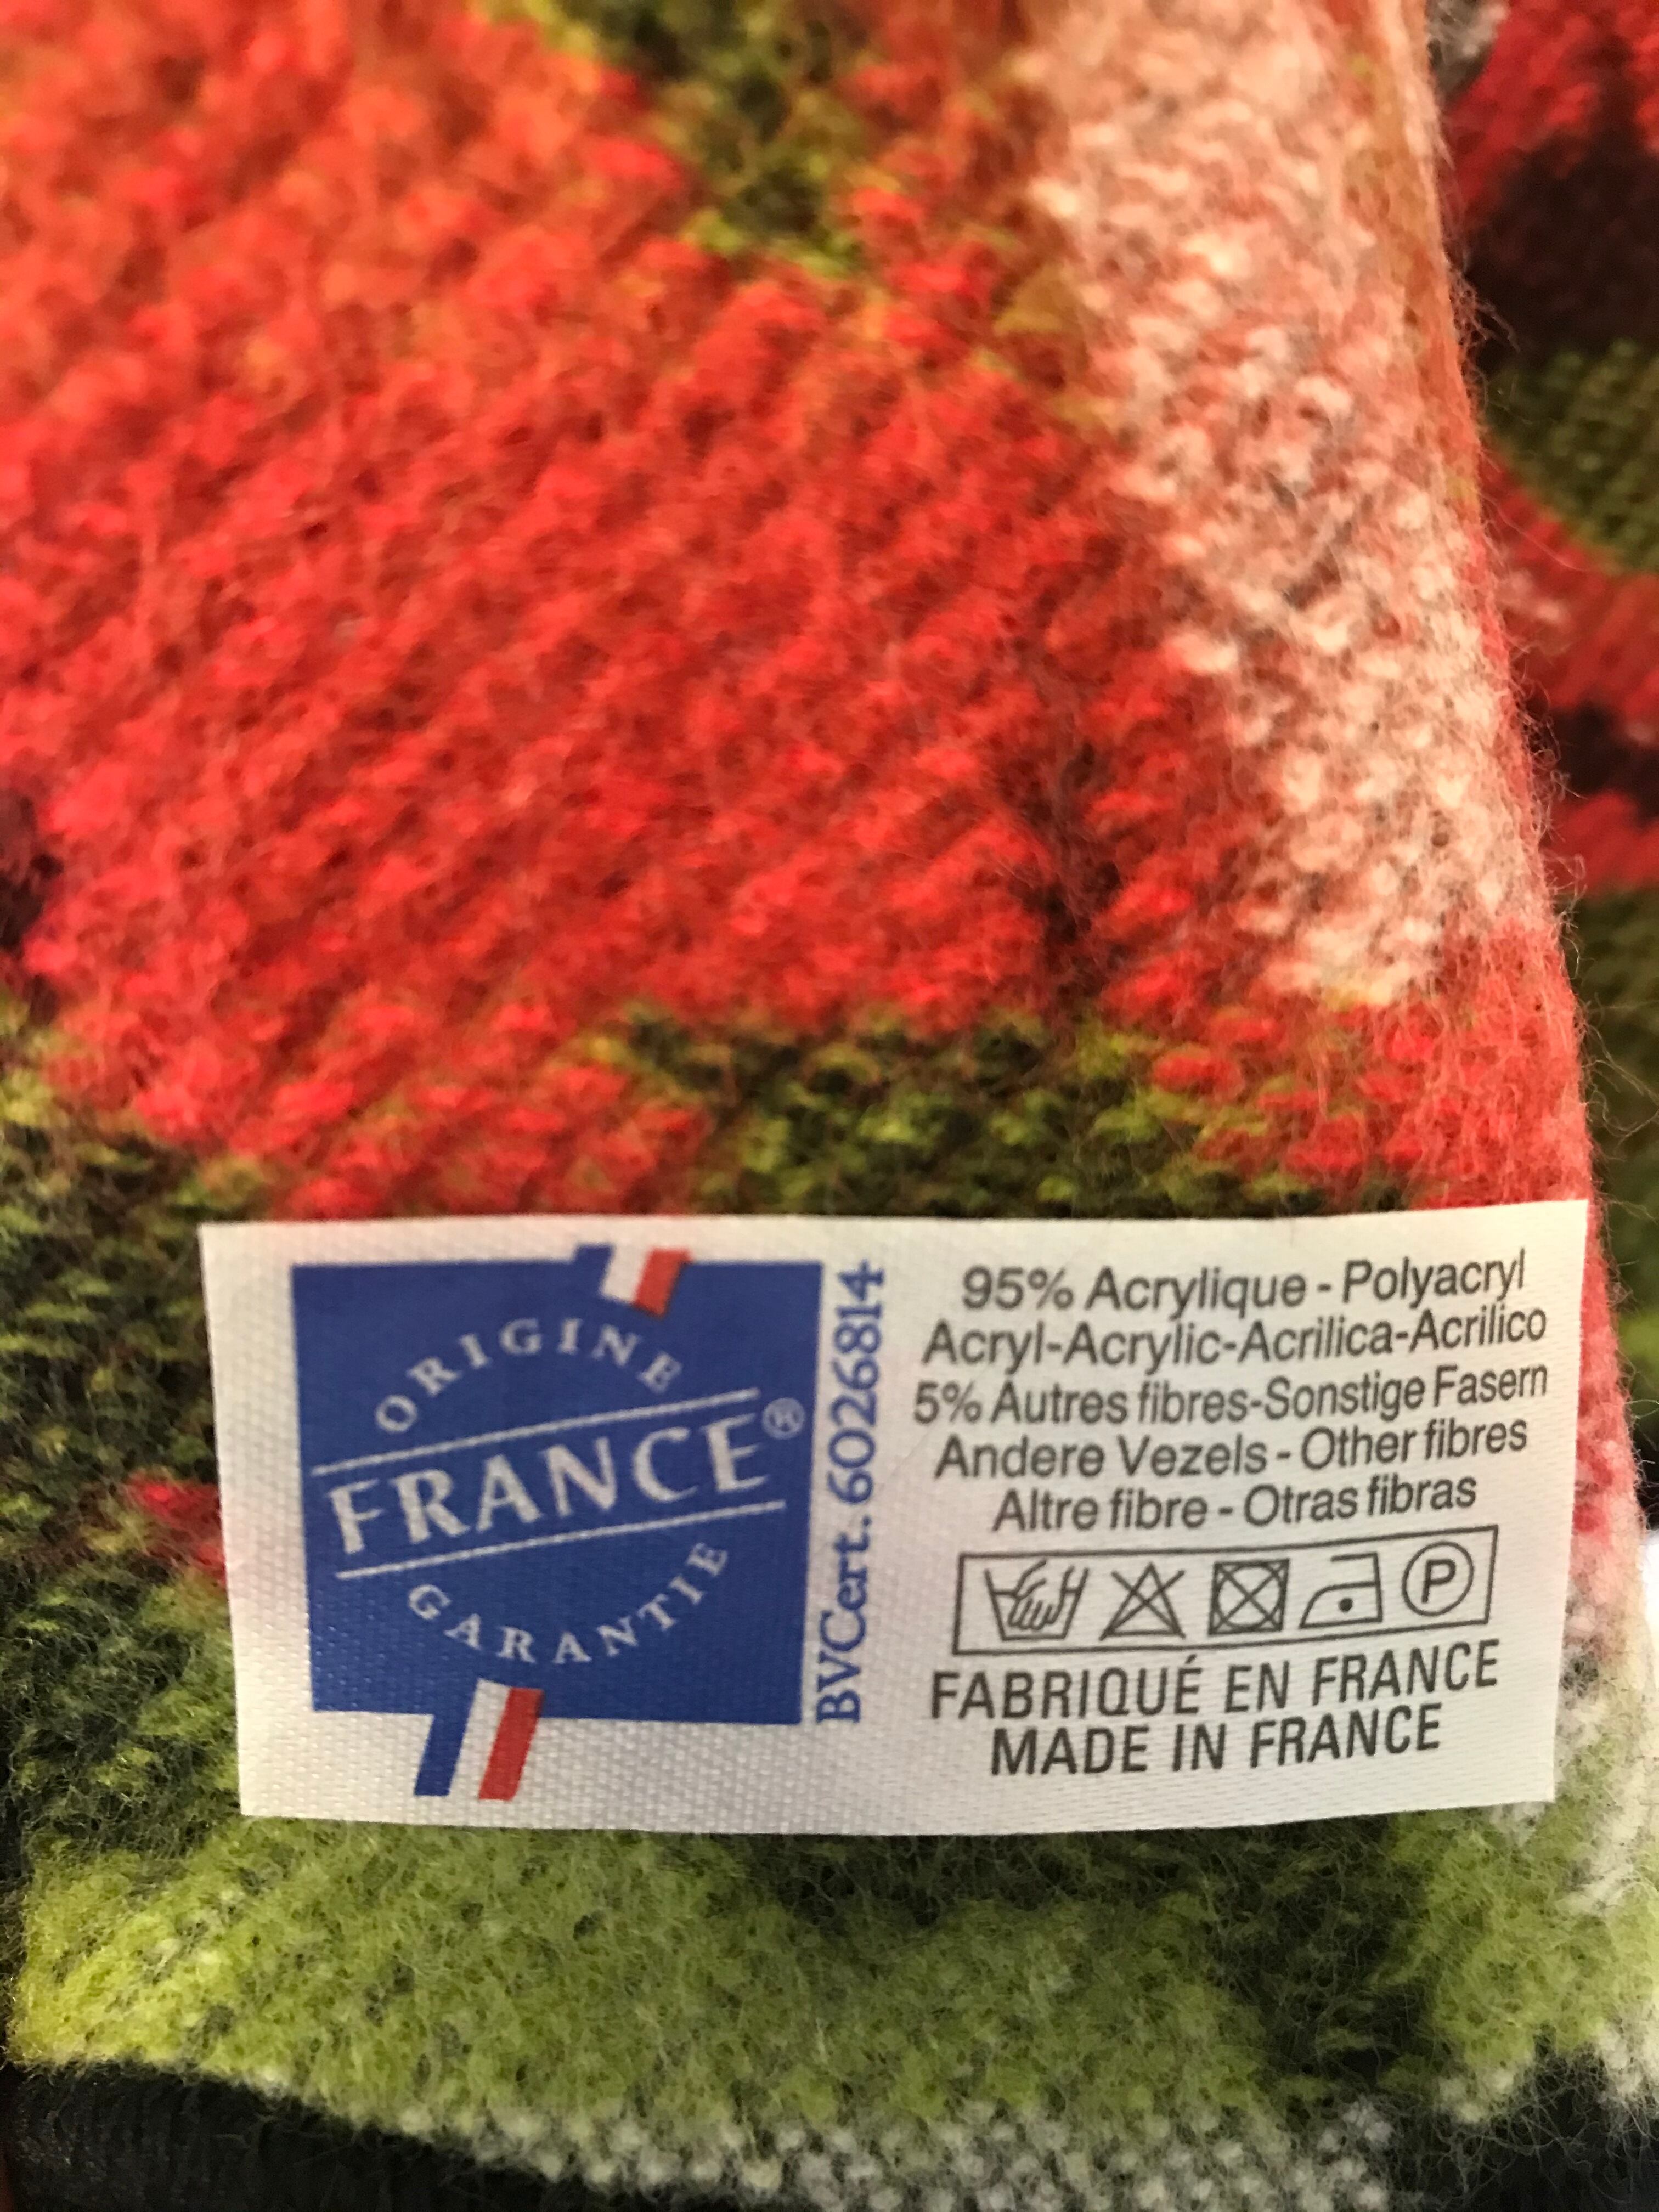 ORIGINE
FRANCE®
GARANTIE
BVCert. 6026814
95% Acrylique - Polyacryl
Acryl-Acrylic-Acrilica-Acrilico
5% Autres fibres-Sonstige Fasern
Andere Vezels - Other fibres
Altre fibre - Otras fibras
P
FABRIQUÉ EN FRANCE
MADE IN FRANCE